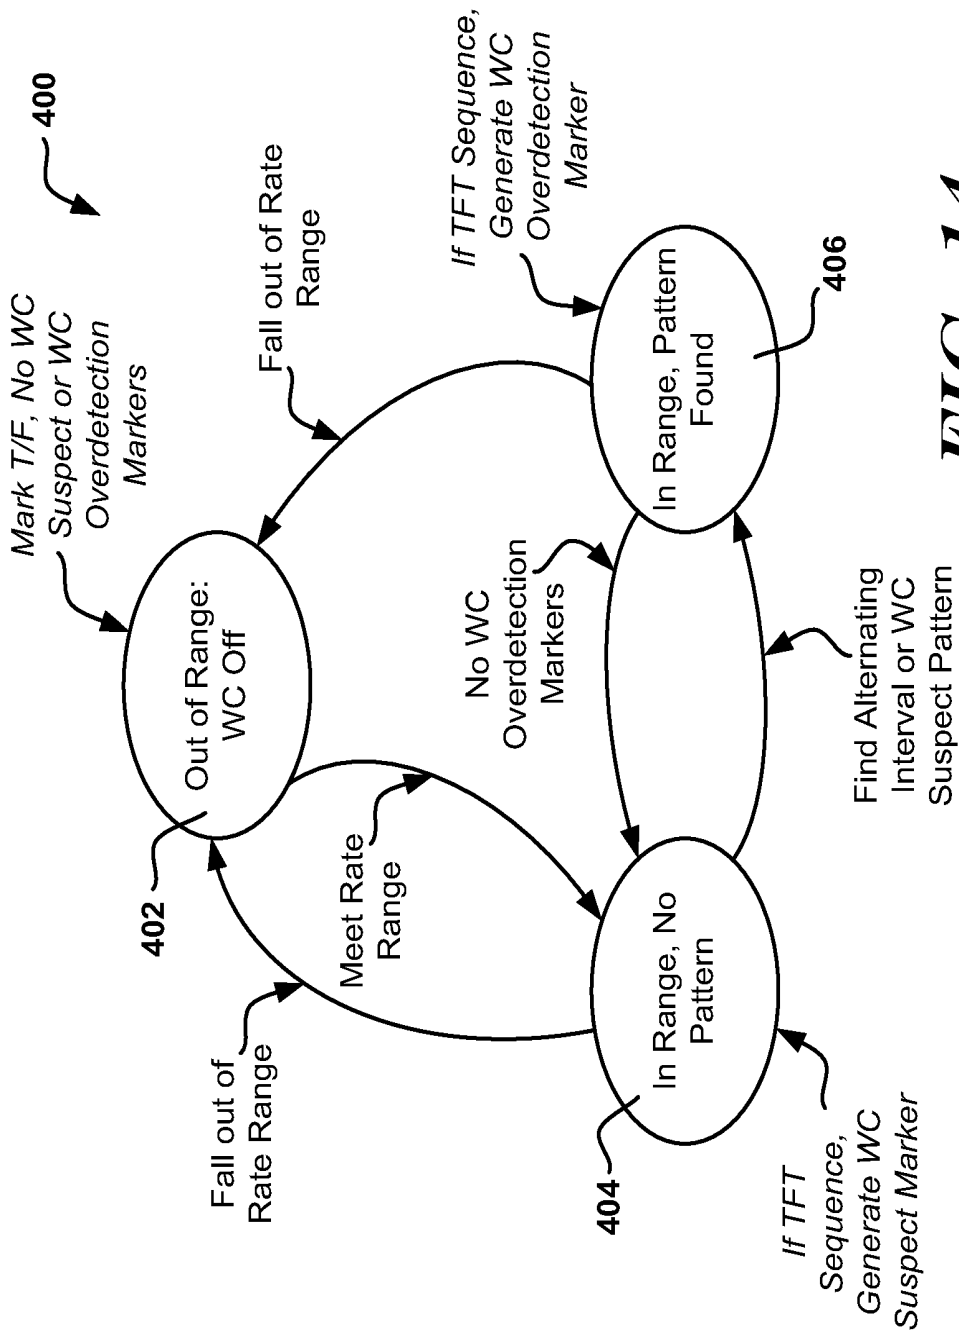 400
Mark T/F, No WC
Suspect or WC
Overdetection
Markers
Out of Range:
WC Off
402
Fall out of
Rate Range
Meet Rate
Range
Fall out of Rate
Range
No WC
Overdetection
Markers
If TFT Sequence,
Generate WC
Overdetection
Marker
In Range, No
Pattern
404
In Range, Pattern
Found
406
If TFT
Sequence,
Generate WC
Suspect Marker
Find Alternating
Interval or WC
Suspect Pattern
FIG. 14